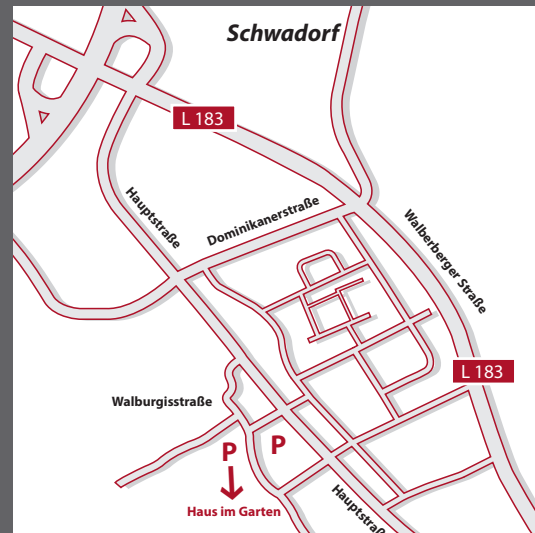 Schwadorf
L 183
Hauptstraße
Dominikanerstraße
Walberberger Straße
L 183
Walburgisstraße
P
P
Haus im Garten
Hauptstraße